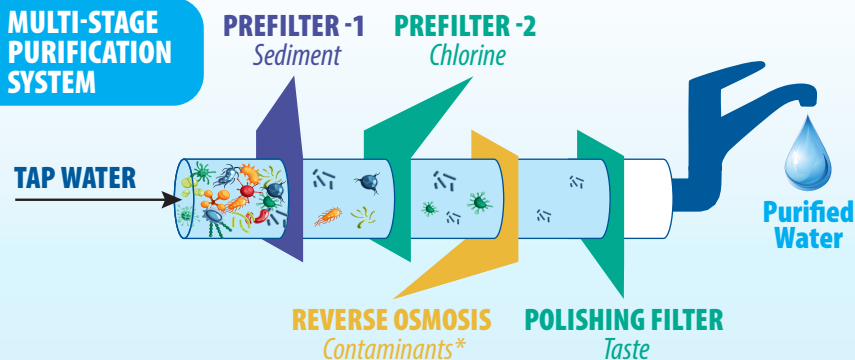 MULTI-STAGE
PURIFICATION
SYSTEM
PREFILTER -1
Sediment
PREFILTER -2
Chlorine
TAP WATER
Purified
Water
REVERSE OSMOSIS
Contaminants*
POLISHING FILTER
Taste